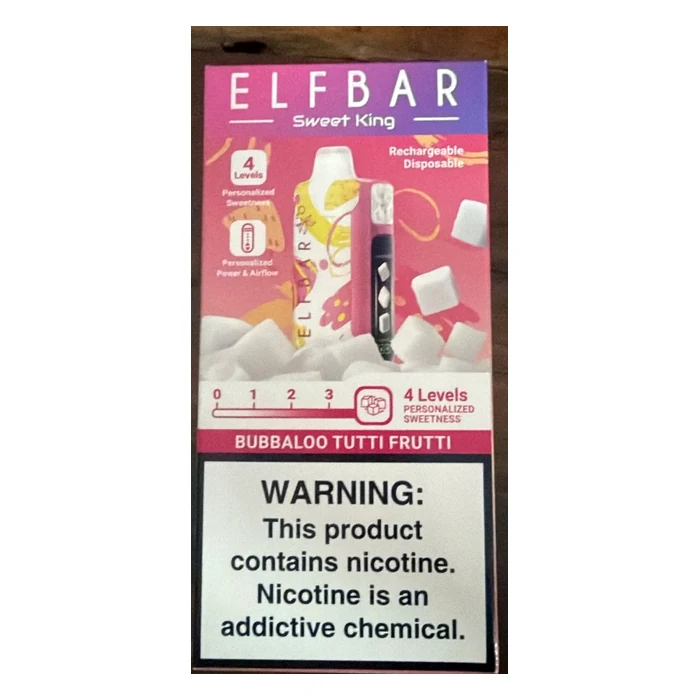 ELFBAR
Sweet King
Rechargeable
Disposable
4
Levels
Personalized
Sweetness
Personalized
Power & Airflow
ELFBAR
0 1 2 3
4 Levels
PERSONALIZED
SWEETNESS
BUBBALOO TUTTI FRUTTI
WARNING:
This product
contains nicotine.
Nicotine is an
addictive chemical.